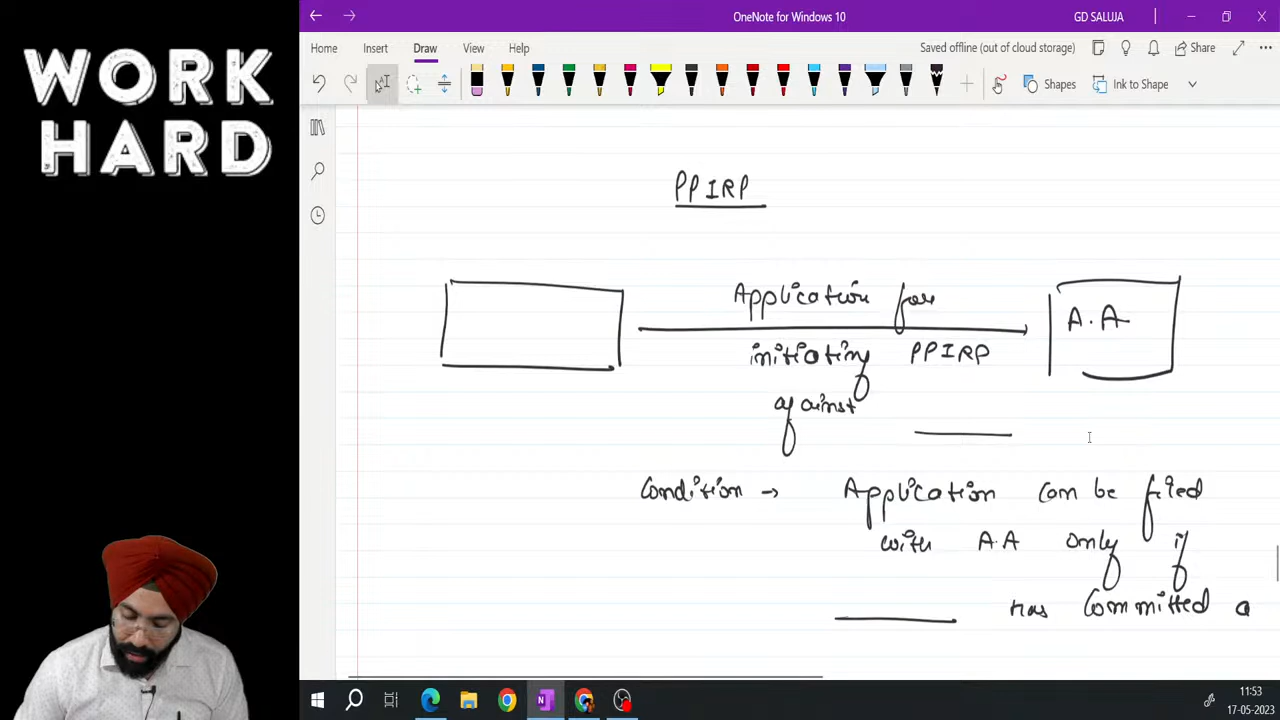 WORK
HARD
OneNote for Windows 10
GD SALUJA
Home Insert Draw View Help
Saved offline (out of cloud storage)
Share
Shapes
Ink to Shape
PPIRP
Application for
initiating PPIRP
against
A.A
Condition → Application can be filed
with A.A only if
has committed a
11:53
17-05-2023